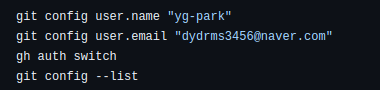 git config user.name "yg-park"
git config user.email "dydrms3456@naver.com"
gh auth switch
git config --list